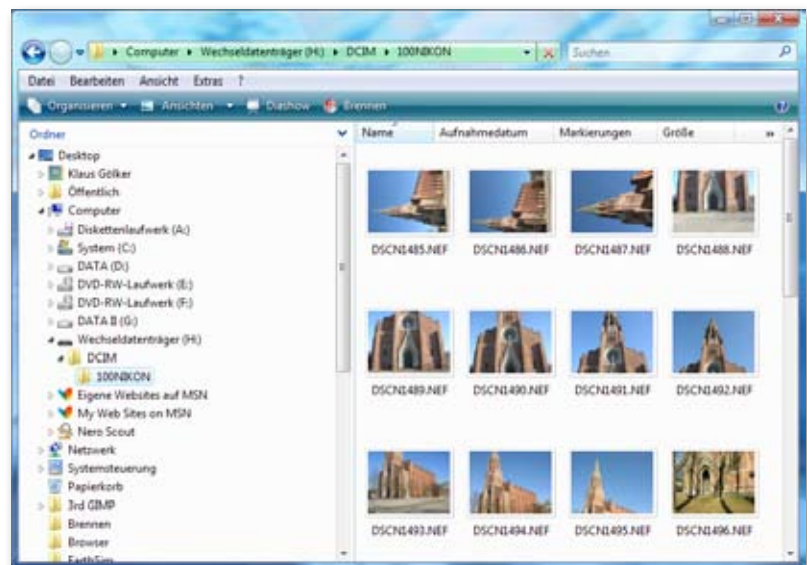 Computer ▸ Wechseldatenträger (H:) ▸ DCIM ▸ 100NIKON
Suchen
Datei Bearbeiten Ansicht Extras ?
Organisieren Ansichten Diashow Brennen
Ordner
Name Aufnahmedatum Markierungen Größe »
Desktop
Klaus Gölker
Öffentlich
Computer
Diskettenlaufwerk (A:)
System (C:)
DATA (D:)
DVD-RW-Laufwerk (E:)
DVD-RW-Laufwerk (F:)
DATA II (G:)
Wechseldatenträger (H:)
DCIM
100NIKON
Eigene Websites auf MSN
My Web Sites on MSN
Nero Scout
Netzwerk
Systemsteuerung
Papierkorb
3rd GIMP
Brennen
Browser
EarthSim
DSCN1485.NEF DSCN1486.NEF DSCN1487.NEF DSCN1488.NEF
DSCN1489.NEF DSCN1490.NEF DSCN1491.NEF DSCN1492.NEF
DSCN1493.NEF DSCN1494.NEF DSCN1495.NEF DSCN1496.NEF